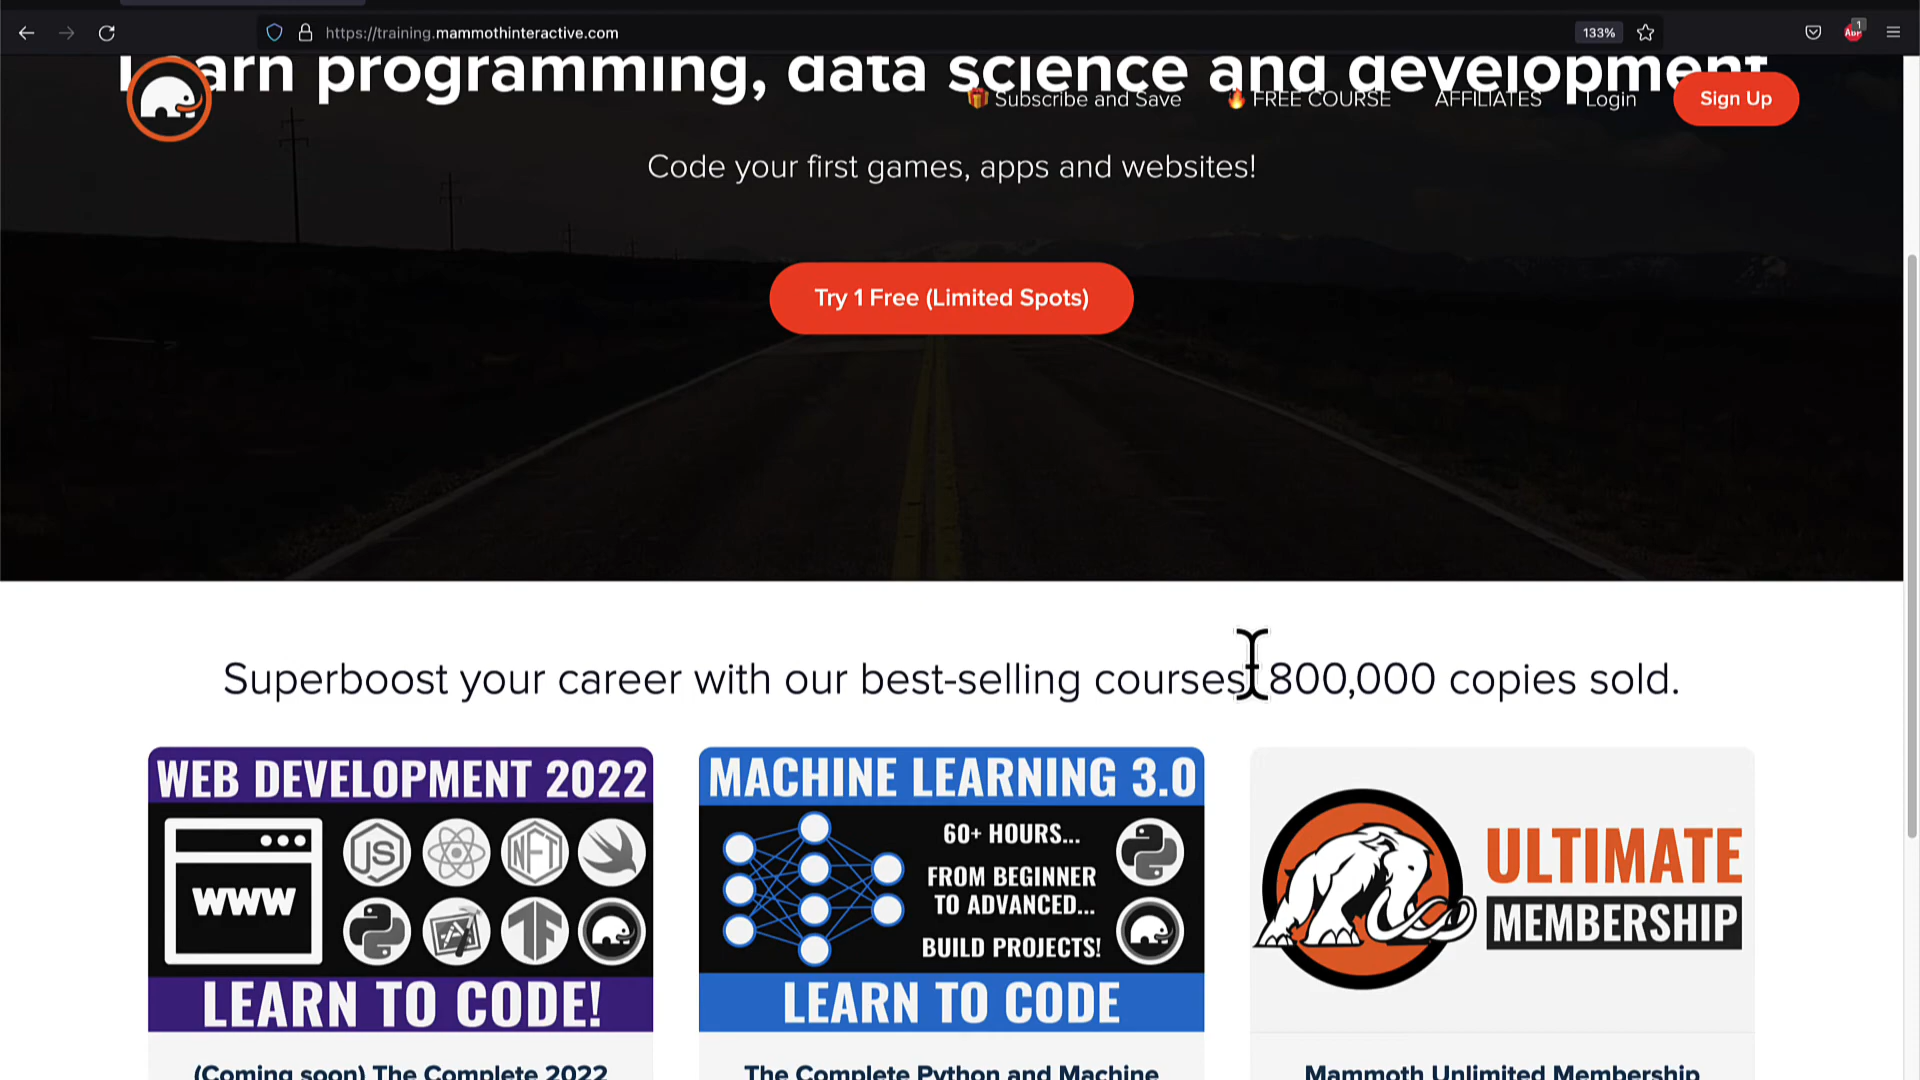 https://training.mammothinteractive.com
133%
1
ABP
arn programming, data science and development
🎁 Subscribe and Save
🔥 FREE COURSE
AFFILIATES
Login
Sign Up
Code your first games, apps and websites!
Try 1 Free (Limited Spots)
Superboost your career with our best-selling courses 800,000 copies sold.
WEB DEVELOPMENT 2022
WWW
JS
NFT
TF
LEARN TO CODE!
MACHINE LEARNING 3.0
60+ HOURS...
FROM BEGINNER
TO ADVANCED...
BUILD PROJECTS!
LEARN TO CODE
ULTIMATE
MEMBERSHIP
(Coming soon) The Complete 2022
The Complete Python and Machine
Mammoth Unlimited Membership